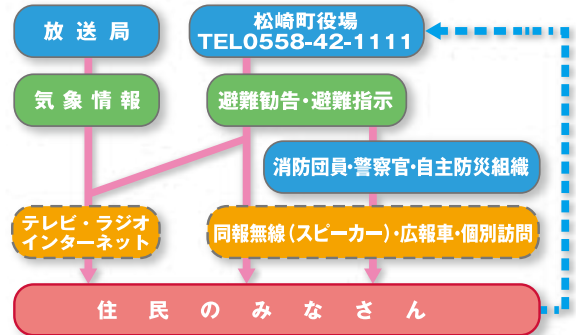 放送局
松崎町役場
TEL0558-42-1111
気象情報
避難勧告・避難指示
消防団員・警察官・自主防災組織
テレビ・ラジオ
インターネット
同報無線(スピーカー)・広報車・個別訪問
住民のみなさん